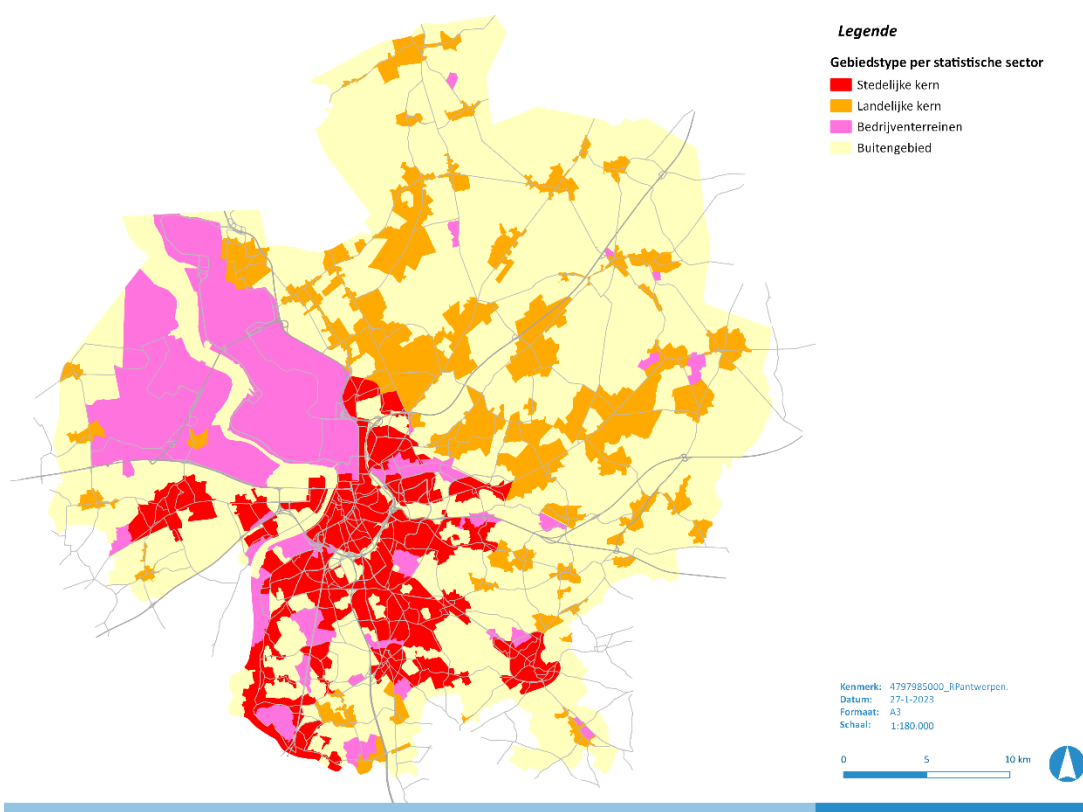 Legende
Gebiedstype per statistische sector
Stedelijke kern
Landelijke kern
Bedrijventerreinen
Buitengebied
Kenmerk: 4797985000_RPantwerpen.
Datum: 27-1-2023
Formaat: A3
Schaal: 1:180.000
0 5 10 km